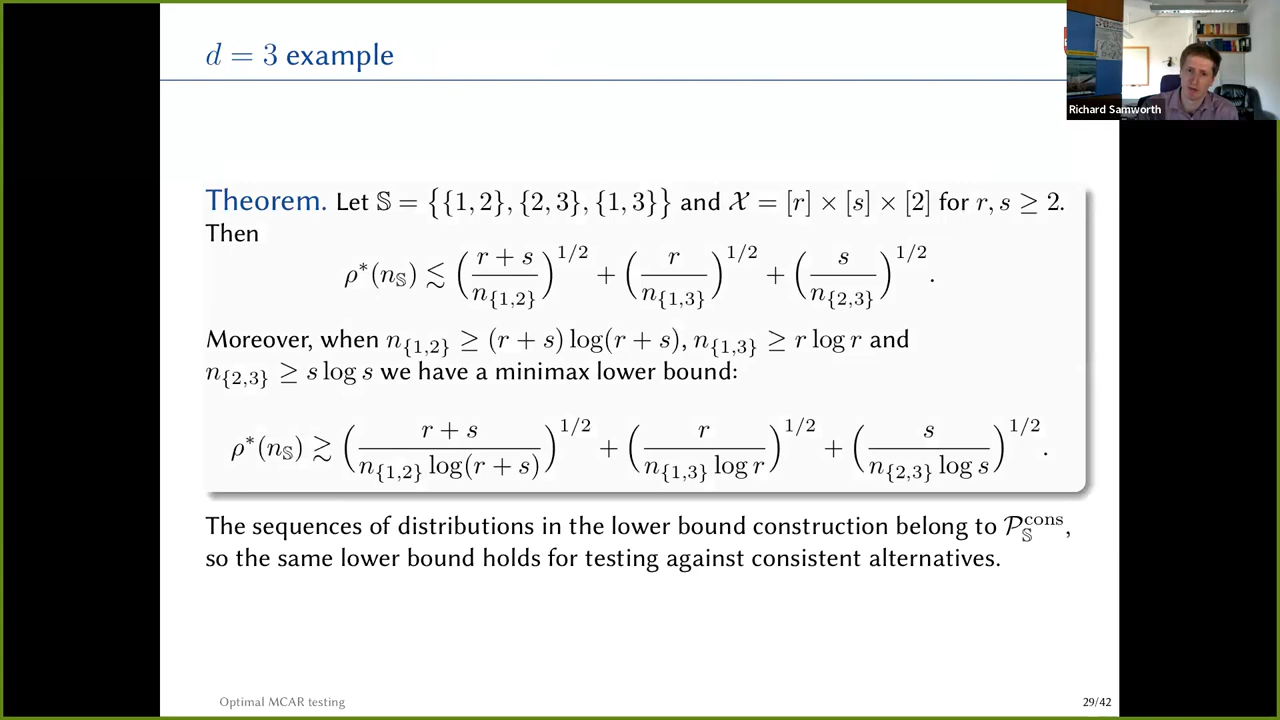 d = 3 example
Richard Samworth
Theorem. Let 𝕊 = {{1, 2}, {2, 3}, {1, 3}} and 𝒳 = [r] × [s] × [2] for r, s ≥ 2.
Then
ρ*(n_𝕊) ≲ ((r + s)/n_{1,2})^{1/2} + (r/n_{1,3})^{1/2} + (s/n_{2,3})^{1/2}.
Moreover, when n_{1,2} ≥ (r + s) log(r + s), n_{1,3} ≥ r log r and
n_{2,3} ≥ s log s we have a minimax lower bound:
ρ*(n_𝕊) ≳ ((r + s)/(n_{1,2} log(r + s)))^{1/2} + (r/(n_{1,3} log r))^{1/2} + (s/(n_{2,3} log s))^{1/2}.
The sequences of distributions in the lower bound construction belong to 𝒫_𝕊^cons,
so the same lower bound holds for testing against consistent alternatives.
Optimal MCAR testing
29/42